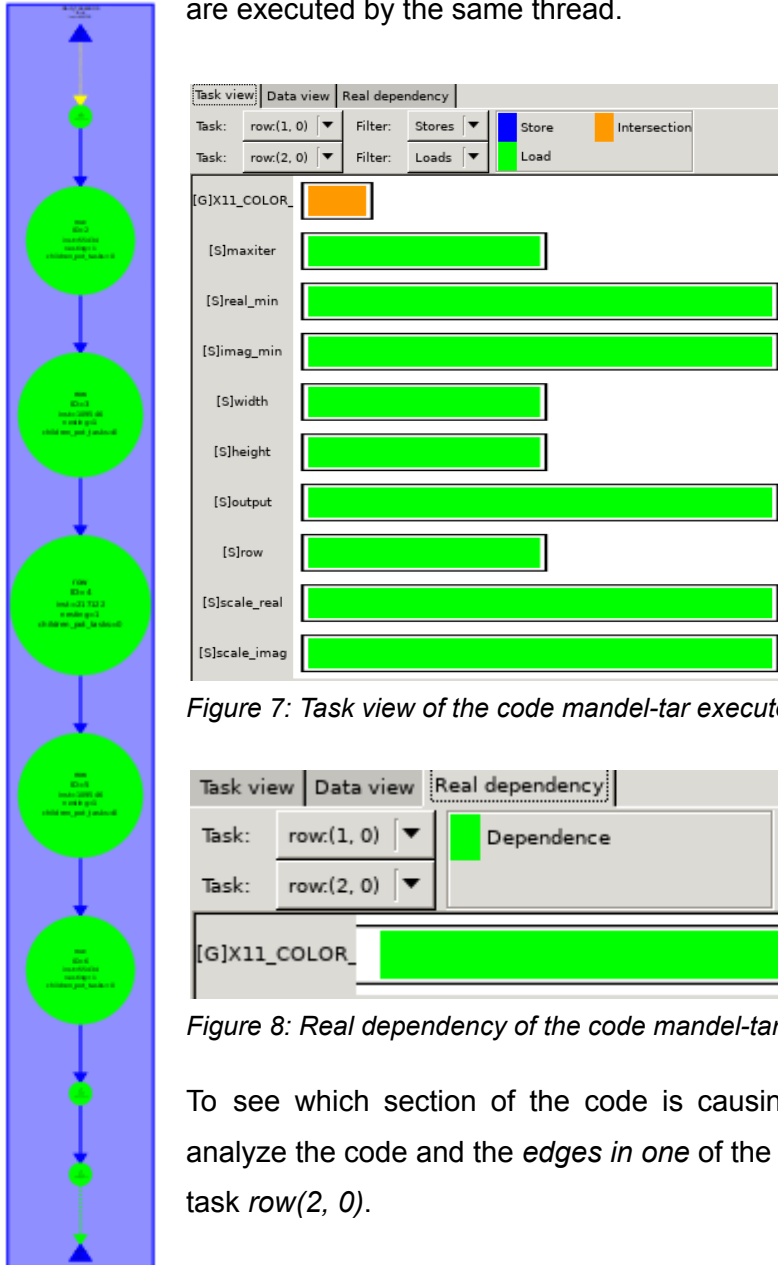 are executed by the same thread.
Task view Data view Real dependency
Task: row:(1, 0) Filter: Stores Store Intersection
Task: row:(2, 0) Filter: Loads Load
[G]X11_COLOR_
[S]maxiter
[S]real_min
[S]imag_min
[S]width
[S]height
[S]output
[S]row
[S]scale_real
[S]scale_imag
Figure 7: Task view of the code mandel-tar execute
Task view Data view Real dependency
Task: row:(1, 0) Dependence
Task: row:(2, 0)
[G]X11_COLOR_
Figure 8: Real dependency of the code mandel-tar
To see which section of the code is causin
analyze the code and the edges in one of the
task row(2, 0).